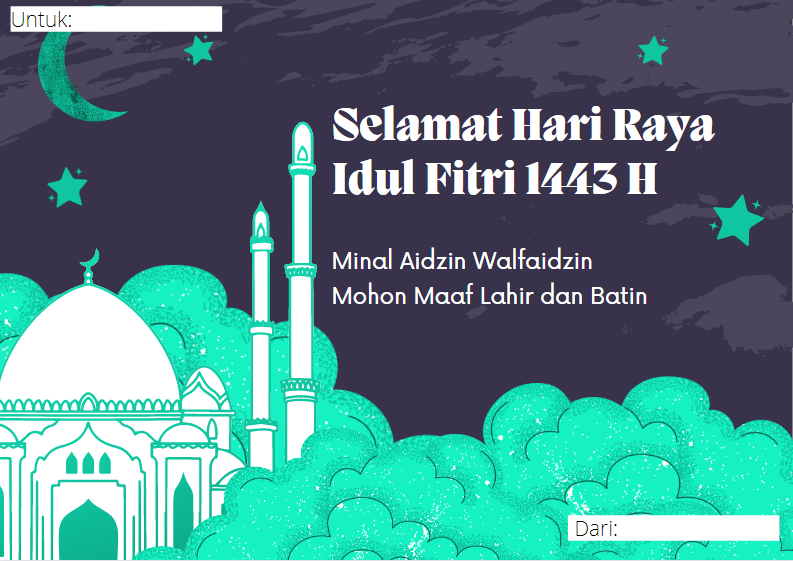 Untuk:
Selamat Hari Raya
Idul Fitri 1443 H
Minal Aidzin Walfaidzin
Mohon Maaf Lahir dan Batin
Dari: